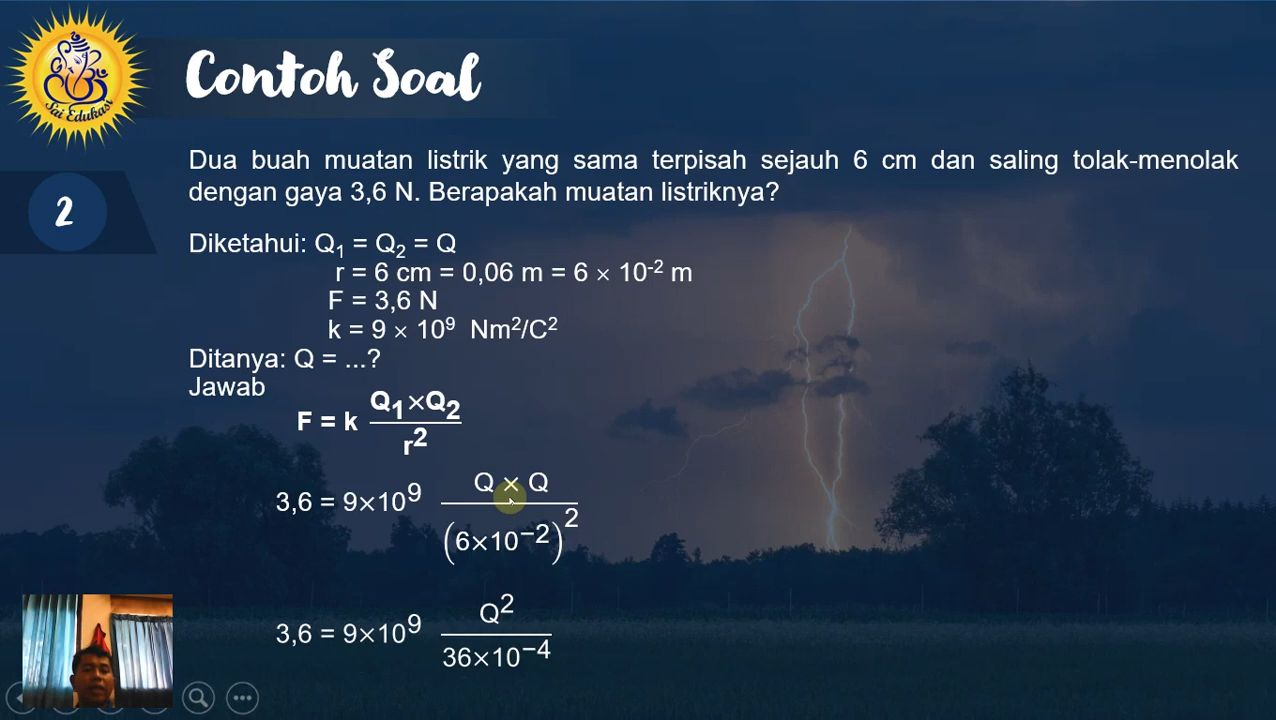 Sai Edukasi
Contoh Soal
2
Dua buah muatan listrik yang sama terpisah sejauh 6 cm dan saling tolak-menolak
dengan gaya 3,6 N. Berapakah muatan listriknya?
Diketahui: Q₁ = Q₂ = Q
r = 6 cm = 0,06 m = 6 × 10⁻² m
F = 3,6 N
k = 9 × 10⁹ Nm²/C²
Ditanya: Q = ...?
Jawab
F = k Q₁×Q₂ / r²
3,6 = 9×10⁹ Q × Q / (6×10⁻²)²
3,6 = 9×10⁹ Q² / 36×10⁻⁴